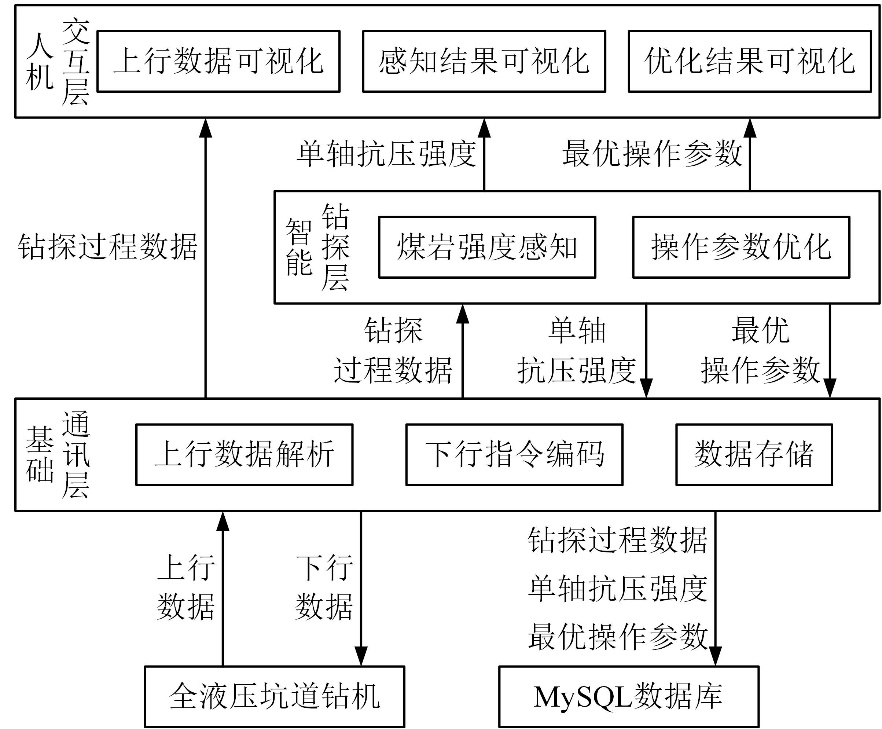 人机
交互层
上行数据可视化
感知结果可视化
优化结果可视化
钻探过程数据
单轴抗压强度
最优操作参数
智能
钻探层
煤岩强度感知
操作参数优化
钻探
过程数据
单轴
抗压强度
最优
操作参数
基础
通讯层
上行数据解析
下行指令编码
数据存储
上行
数据
下行
数据
钻探过程数据
单轴抗压强度
最优操作参数
全液压坑道钻机
MySQL数据库